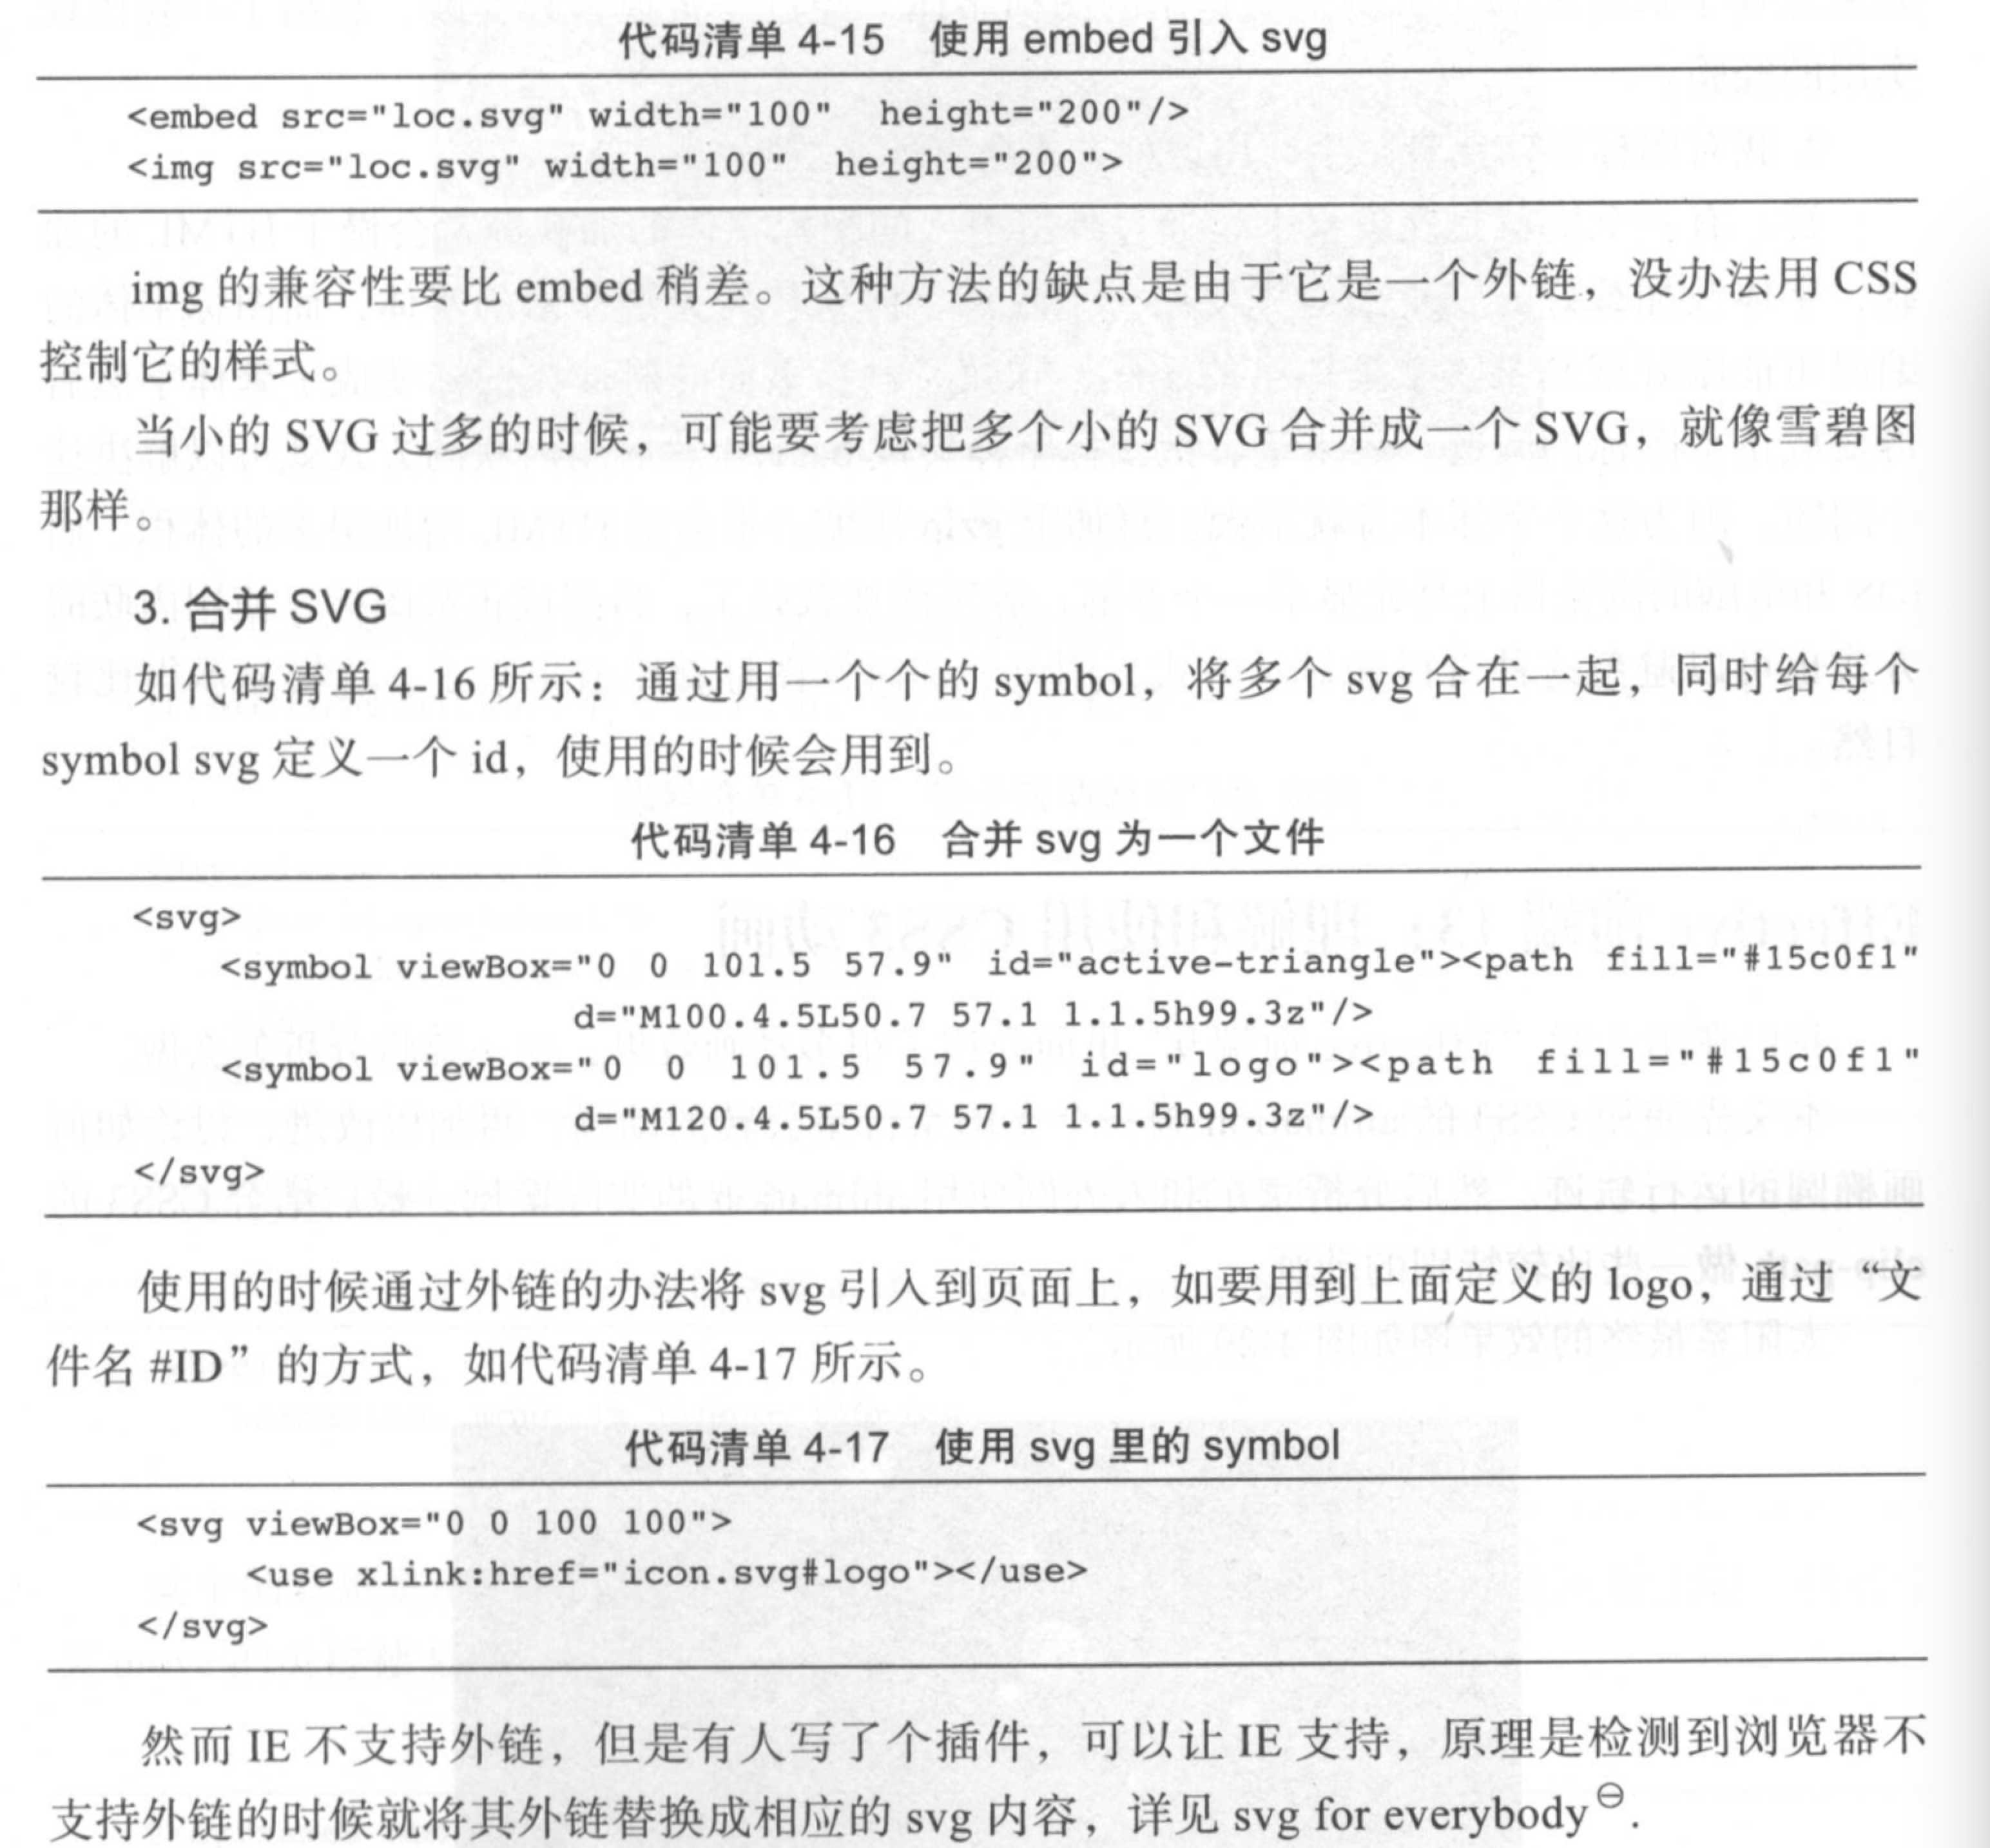 代码清单 4-15　使用 embed 引入 svg
<embed src="loc.svg" width="100"  height="200"/>
<img src="loc.svg" width="100"  height="200">
img 的兼容性要比 embed 稍差。这种方法的缺点是由于它是一个外链，没办法用 CSS
控制它的样式。
当小的 SVG 过多的时候，可能要考虑把多个小的 SVG 合并成一个 SVG，就像雪碧图
那样。
3. 合并 SVG
如代码清单 4-16 所示：通过用一个个的 symbol，将多个 svg 合在一起，同时给每个
symbol svg 定义一个 id，使用的时候会用到。
代码清单 4-16　合并 svg 为一个文件
<svg>
<symbol viewBox="0 0 101.5 57.9" id="active-triangle"><path fill="#15c0f1"
d="M100.4.5L50.7 57.1 1.1.5h99.3z"/>
<symbol viewBox="0 0 101.5 57.9" id="logo"><path fill="#15c0f1"
d="M120.4.5L50.7 57.1 1.1.5h99.3z"/>
</svg>
使用的时候通过外链的办法将 svg 引入到页面上，如要用到上面定义的 logo，通过“文
件名 #ID”的方式，如代码清单 4-17 所示。
代码清单 4-17　使用 svg 里的 symbol
<svg viewBox="0 0 100 100">
<use xlink:href="icon.svg#logo"></use>
</svg>
然而 IE 不支持外链，但是有人写了个插件，可以让 IE 支持，原理是检测到浏览器不
支持外链的时候就将其外链替换成相应的 svg 内容，详见 svg for everybody⊖.